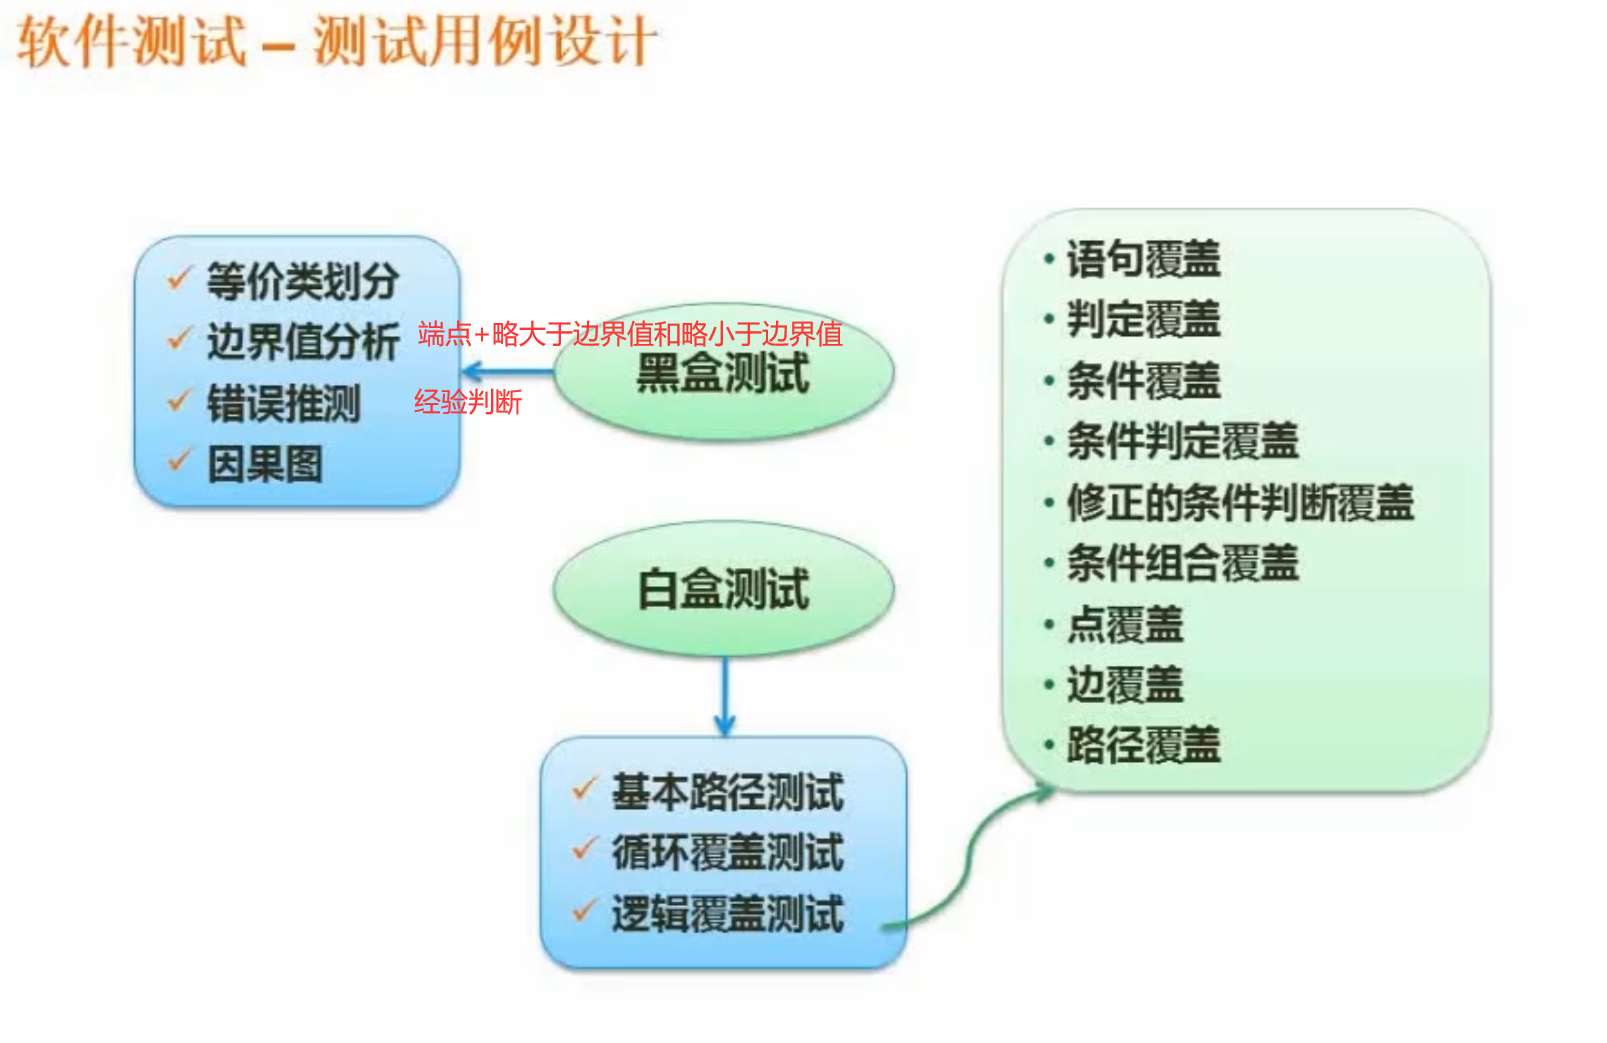 软件测试 – 测试用例设计
等价类划分
边界值分析
错误推测
因果图
端点+略大于边界值和略小于边界值
经验判断
黑盒测试
白盒测试
基本路径测试
循环覆盖测试
逻辑覆盖测试
语句覆盖
判定覆盖
条件覆盖
条件判定覆盖
修正的条件判断覆盖
条件组合覆盖
点覆盖
边覆盖
路径覆盖